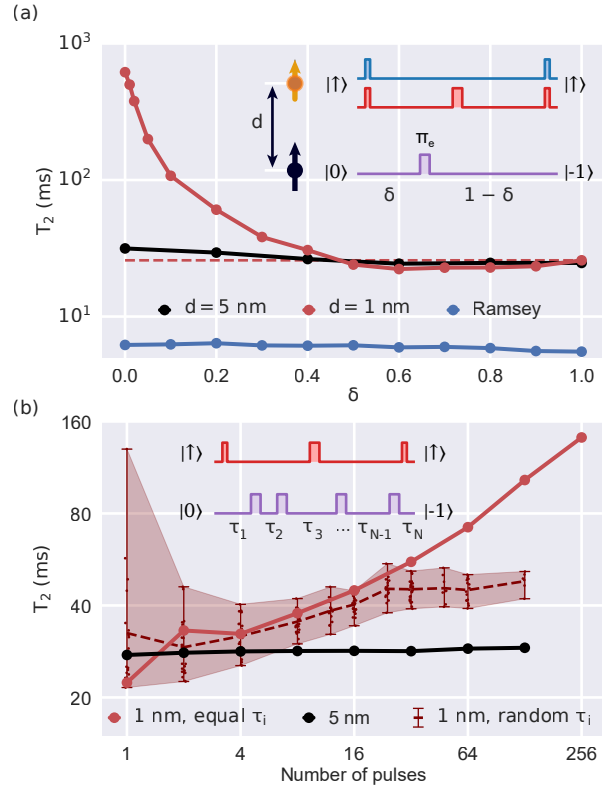 (a)
10³
10²
10¹
T₂ (ms)
d
|↑⟩
|↑⟩
πₑ
|0⟩
|-1⟩
δ
1 − δ
d = 5 nm
d = 1 nm
Ramsey
0.0 0.2 0.4 0.6 0.8 1.0
δ
(b)
160
80
40
20
T₂ (ms)
|↑⟩
|↑⟩
|0⟩
|-1⟩
τ₁ τ₂ τ₃ ... τ_N-1 τ_N
1 nm, equal τᵢ
5 nm
1 nm, random τᵢ
1 4 16 64 256
Number of pulses